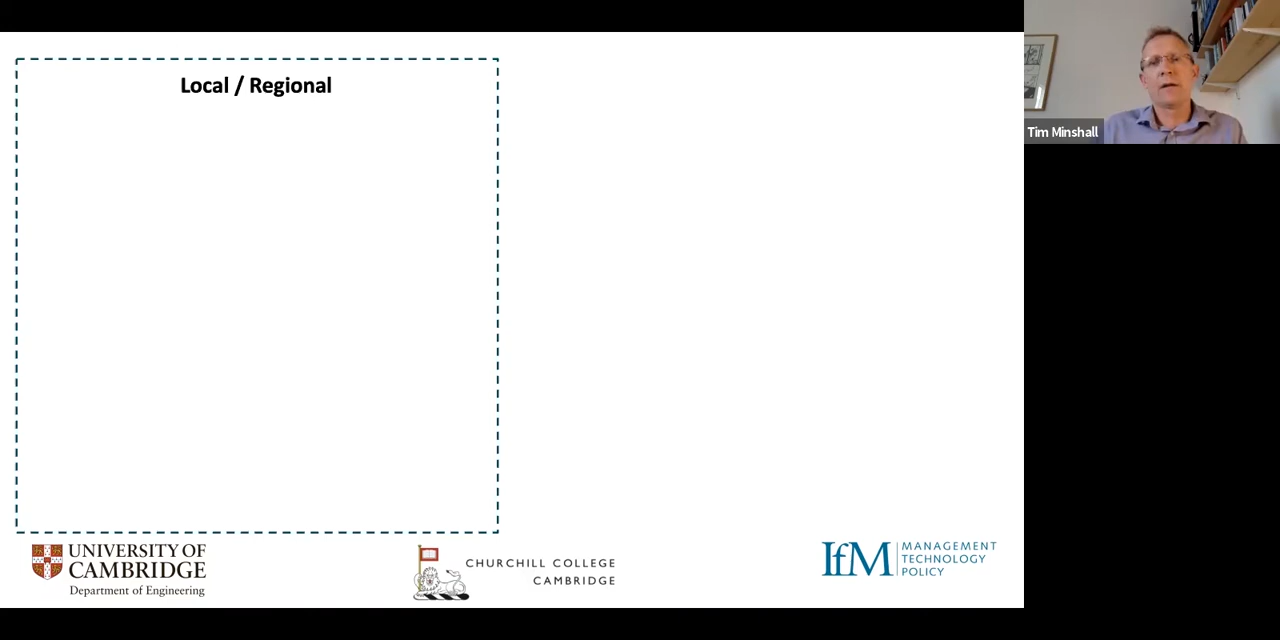 Local / Regional
Tim Minshall
UNIVERSITY OF
CAMBRIDGE
Department of Engineering
CHURCHILL COLLEGE
CAMBRIDGE
IfM
MANAGEMENT
TECHNOLOGY
POLICY